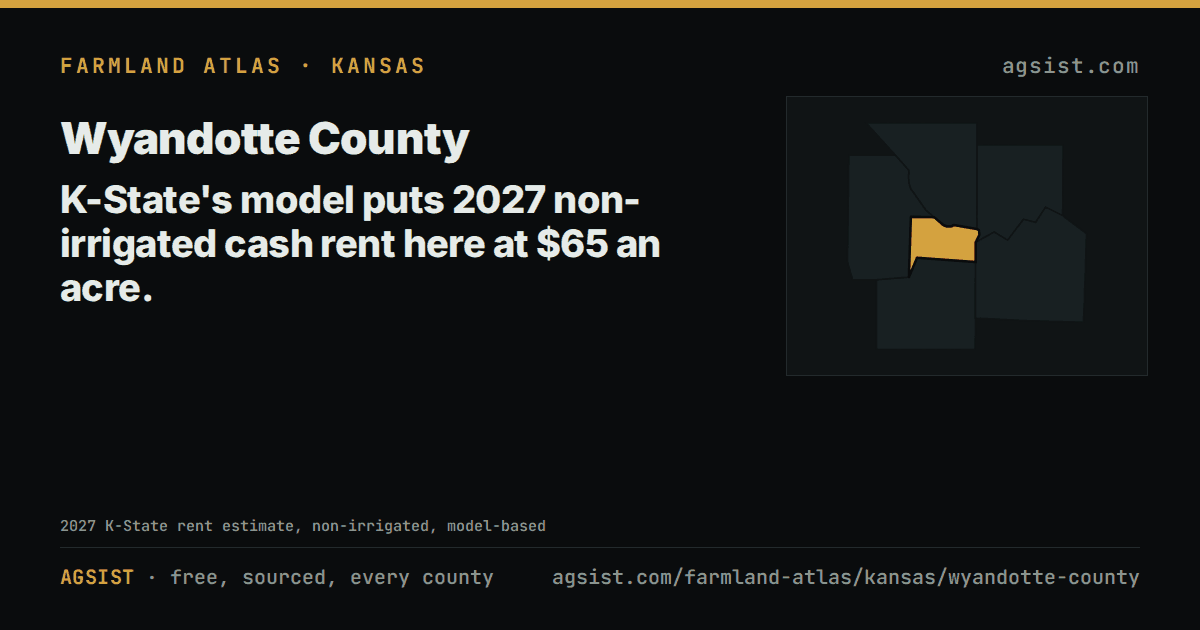 FARMLAND ATLAS · KANSAS
agsist.com
Wyandotte County
K-State's model puts 2027 non-
irrigated cash rent here at $65 an
acre.
2027 K-State rent estimate, non-irrigated, model-based
AGSIST · free, sourced, every county
agsist.com/farmland-atlas/kansas/wyandotte-county